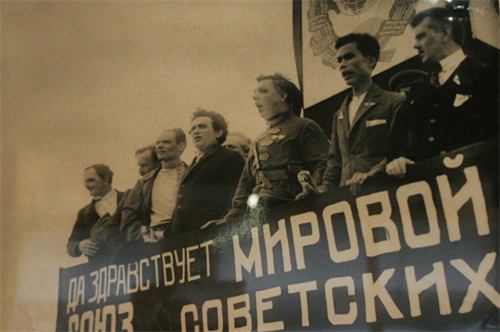 ДА ЗДРАВСТВУЕТ МИРОВОЙ
СОЮЗ СОВЕТСКИХ